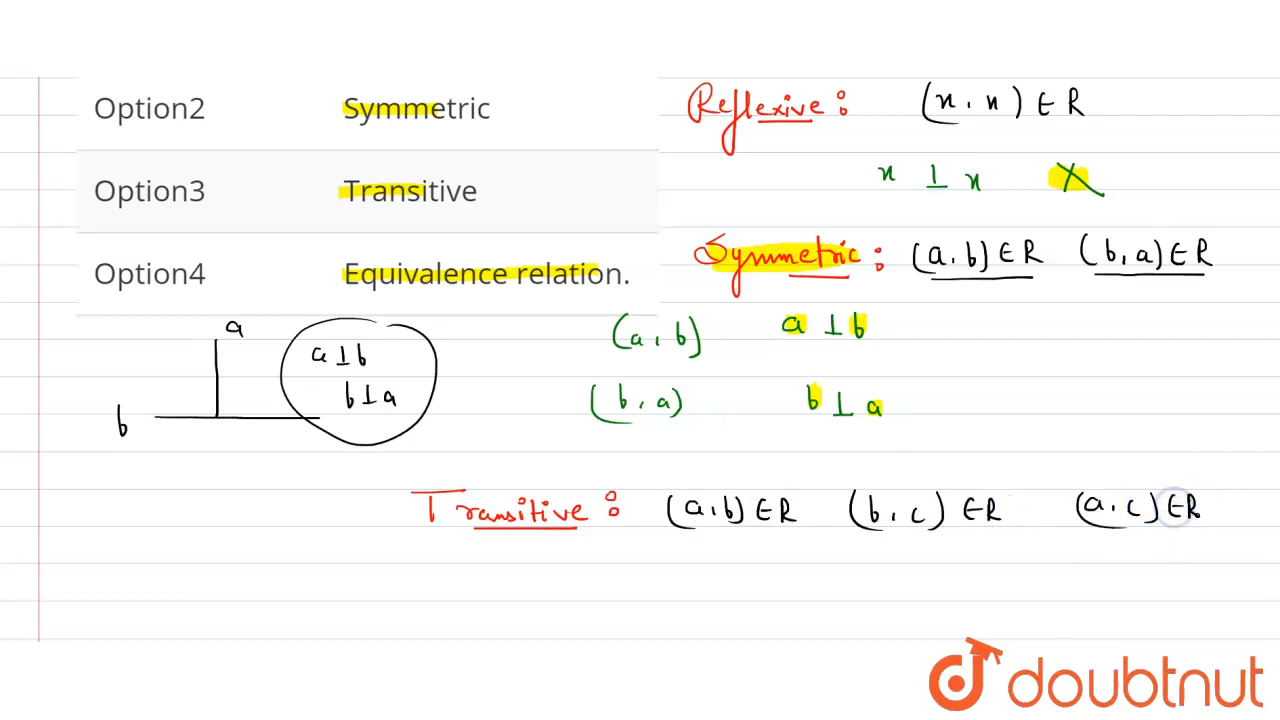 Option2 Symmetric
Option3 Transitive
Option4 Equivalence relation.
Reflexive : (x, x) ∈ R
x ⊥ x
Symmetric : (a, b) ∈ R (b, a) ∈ R
(a, b) a ⊥ b
(b, a) b ⊥ a
a
b
a ⊥ b
b ⊥ a
Transitive : (a, b) ∈ R (b, c) ∈ R (a, c) ∈ R
doubtnut